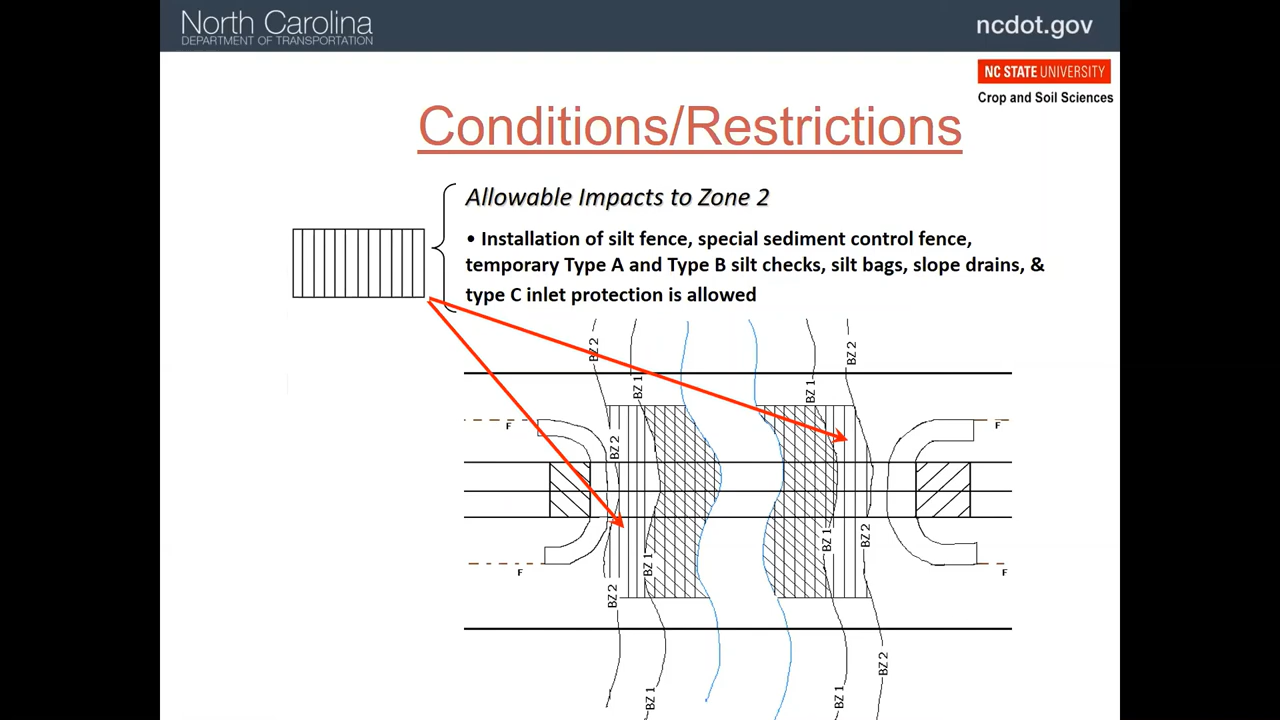 North Carolina
DEPARTMENT OF TRANSPORTATION
ncdot.gov
NC STATE UNIVERSITY
Crop and Soil Sciences
Conditions/Restrictions
Allowable Impacts to Zone 2
• Installation of silt fence, special sediment control fence,
temporary Type A and Type B silt checks, silt bags, slope drains, &
type C inlet protection is allowed
BZ 2
BZ 1
BZ 1
BZ 2
F
F
BZ 2
BZ 1
BZ 1
BZ 2
F
F
BZ 2
BZ 2
BZ 1
BZ 1